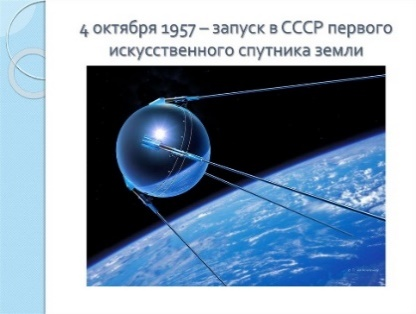 4 октября 1957 – запуск в СССР первого
искусственного спутника земли